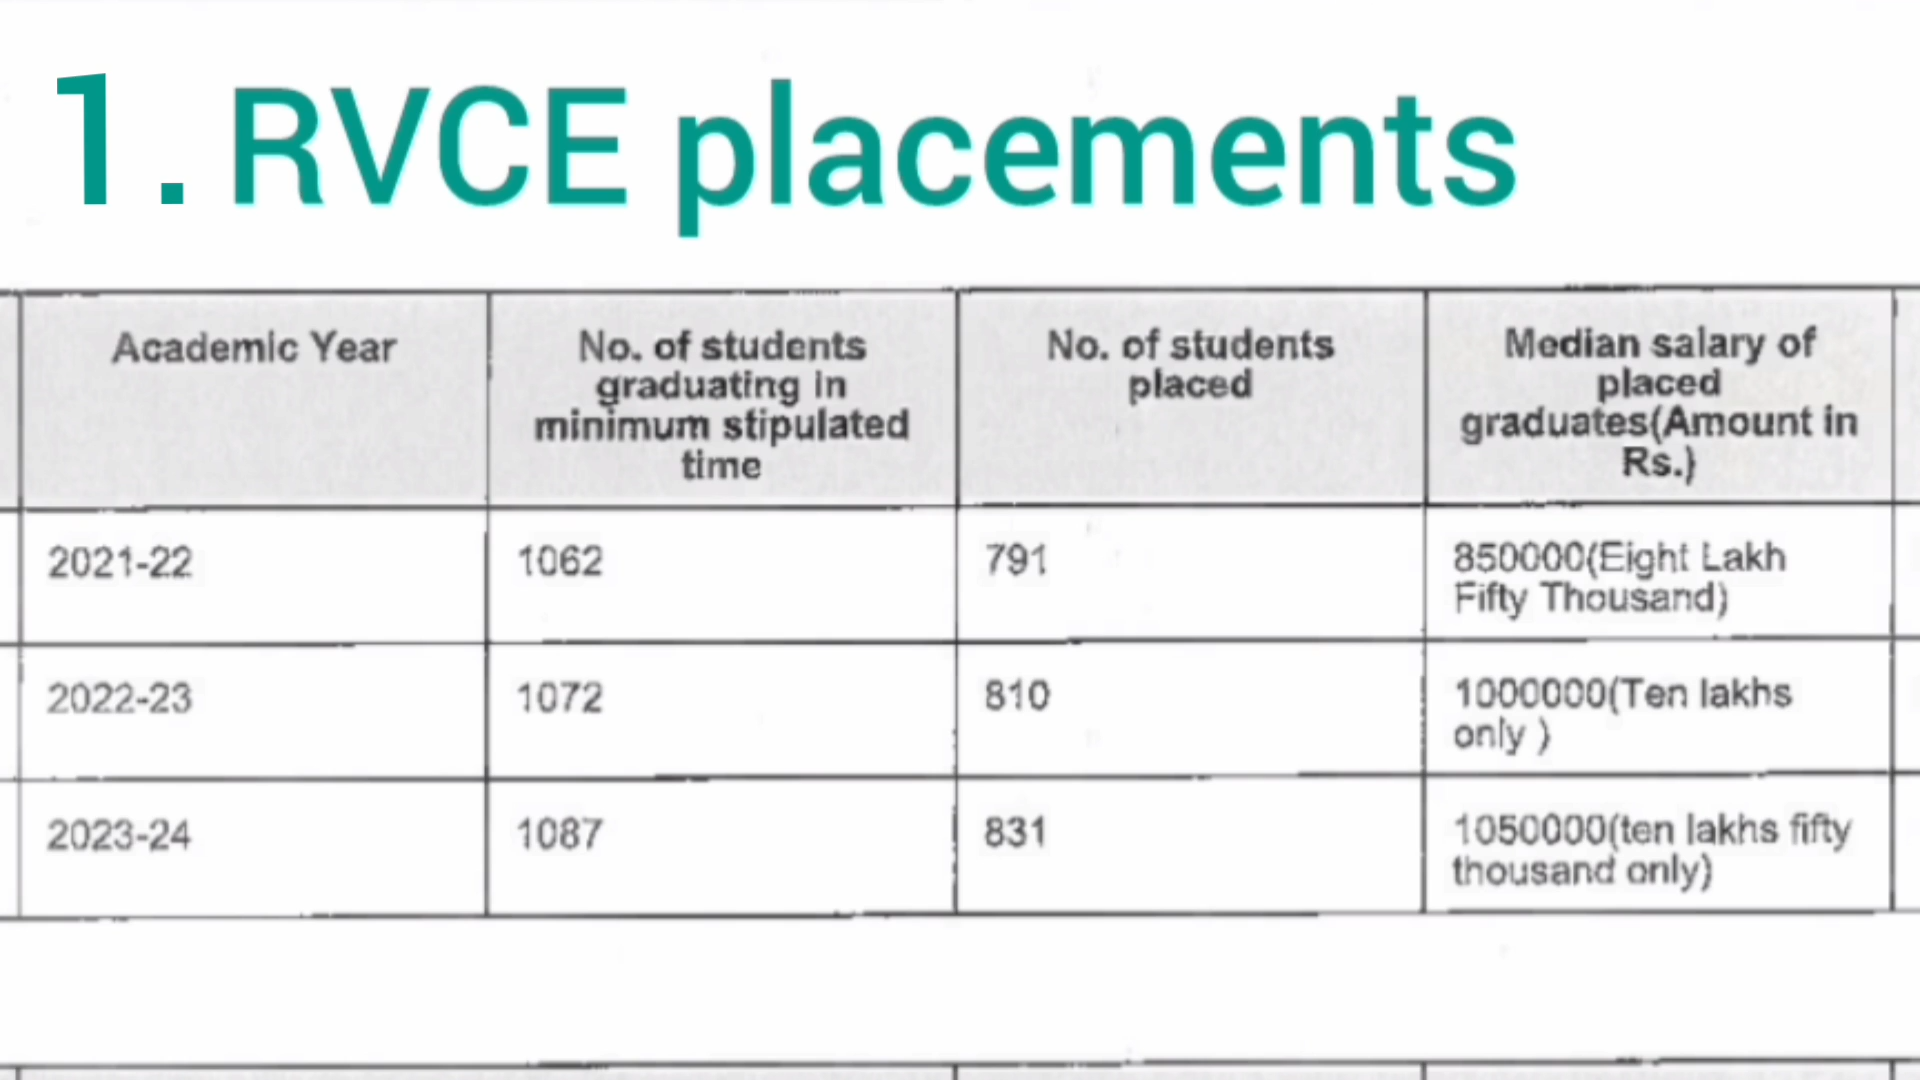 1. RVCE placements
Academic Year
No. of students
graduating in
minimum stipulated
time
No. of students
placed
Median salary of
placed
graduates(Amount in
Rs.)
2021-22
1062
791
850000(Eight Lakh
Fifty Thousand)
2022-23
1072
810
1000000(Ten lakhs
only )
2023-24
1087
831
1050000(ten lakhs fifty
thousand only)